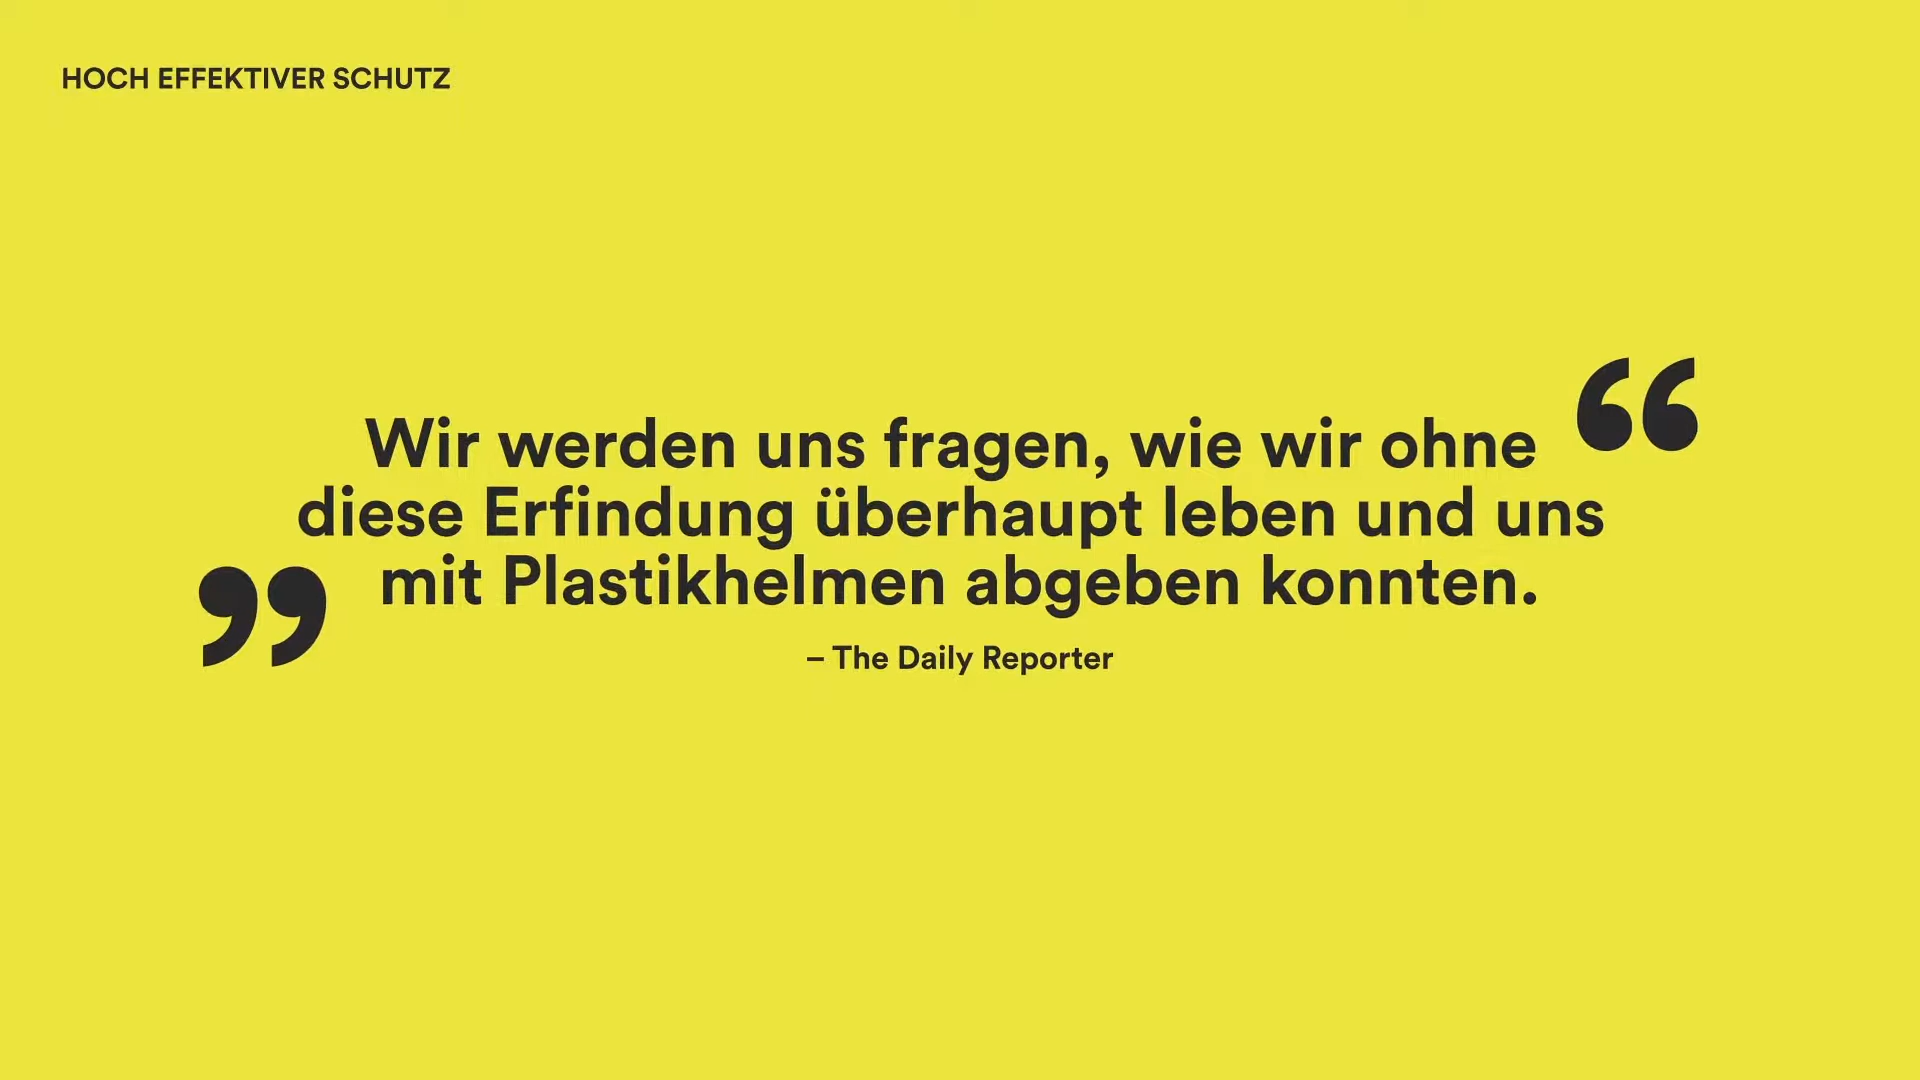 HOCH EFFEKTIVER SCHUTZ
„Wir werden uns fragen, wie wir ohne
diese Erfindung überhaupt leben und uns
mit Plastikhelmen abgeben konnten.“
– The Daily Reporter